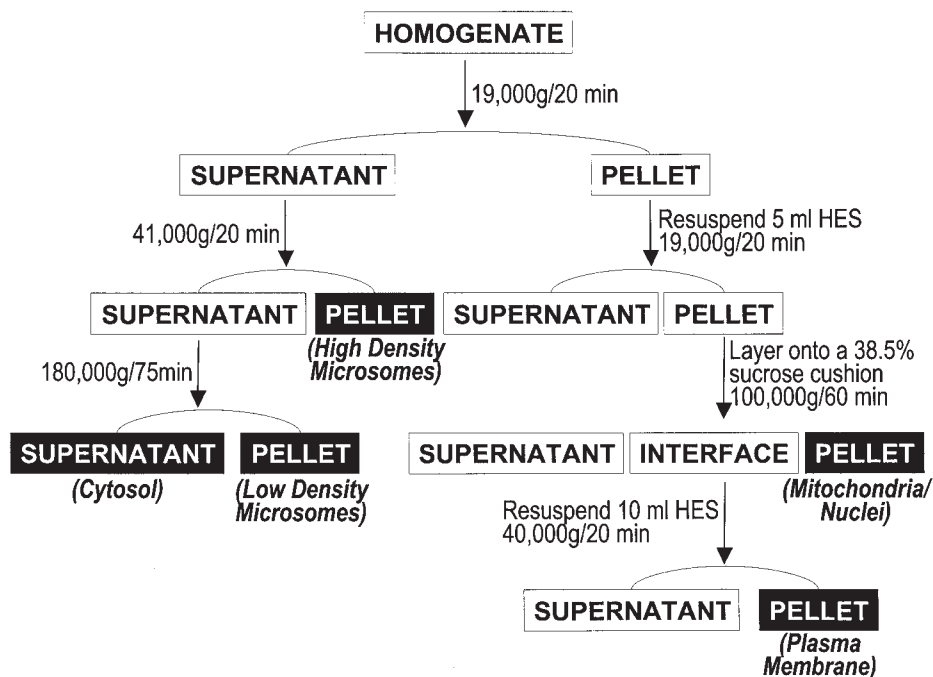 HOMOGENATE
19,000g/20 min
SUPERNATANT
PELLET
41,000g/20 min
Resuspend 5 ml HES
19,000g/20 min
SUPERNATANT
PELLET
(High Density
Microsomes)
SUPERNATANT
PELLET
180,000g/75min
Layer onto a 38.5%
sucrose cushion
100,000g/60 min
SUPERNATANT
(Cytosol)
PELLET
(Low Density
Microsomes)
SUPERNATANT
INTERFACE
PELLET
(Mitochondria/
Nuclei)
Resuspend 10 ml HES
40,000g/20 min
SUPERNATANT
PELLET
(Plasma
Membrane)